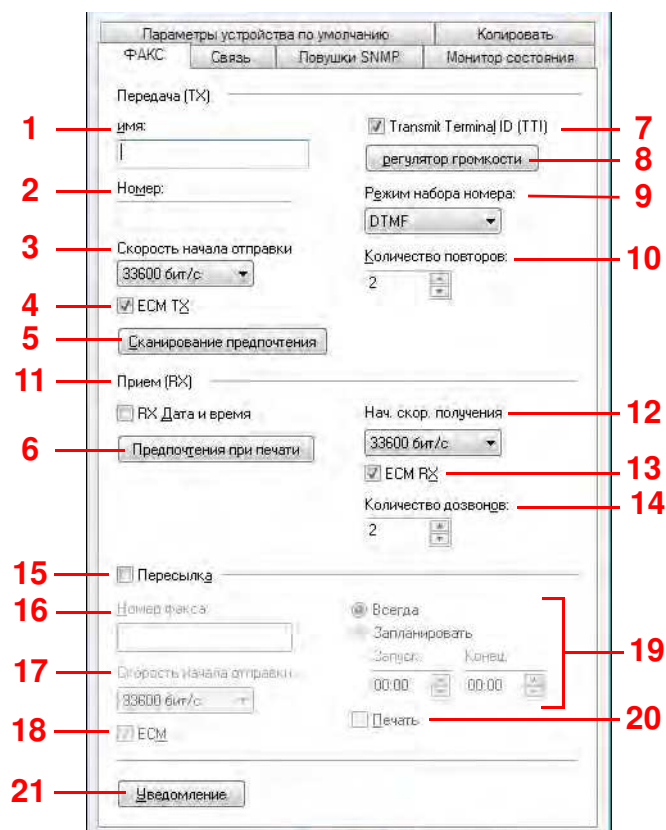 Параметры устройства по умолчанию Копировать
ФАКС Связь Ловушки SNMP Монитор состояния
Передача (TX)
1 имя: Transmit Terminal ID (TTI) 7
регулятор громкости 8
2 Номер: Режим набора номера: 9
DTMF
3 Скорость начала отправки Количество повторов: 10
33600 бит/с 2
4 ECM TX
5 Сканирование предпочтения
11 Прием (RX)
RX Дата и время Нач. скор. получения 12
6 Предпочтения при печати 33600 бит/с
ECM RX 13
Количество дозвонов: 14
2
15 Пересылка
16 Номер факса: Всегда
Запланировать
Запуск: Конец: 19
17 Скорость начала отправки:
00:00 00:00
33600 бит/с
Печать 20
18 ECM
21 Уведомление